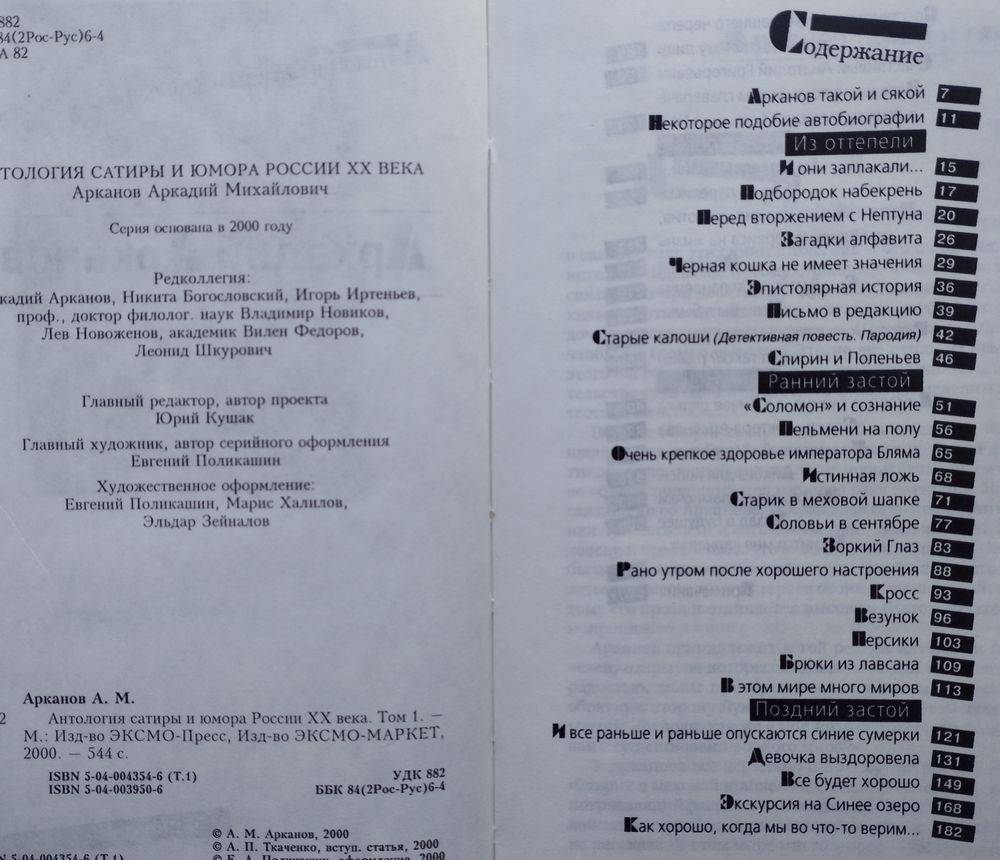 882
84(2Рос-Рус)6-4
А 82
ТОЛОГИЯ САТИРЫ И ЮМОРА РОССИИ XX ВЕКА
Арканов Аркадий Михайлович
Серия основана в 2000 году
Редколлегия:
кадий Арканов, Никита Богословский, Игорь Иртеньев,
проф., доктор филолог. наук Владимир Новиков,
Лев Новоженов, академик Вилен Федоров,
Леонид Шкурович
Главный редактор, автор проекта
Юрий Кушак
Главный художник, автор серийного оформления
Евгений Поликашин
Художественное оформление:
Евгений Поликашин, Марис Халилов,
Эльдар Зейналов
Арканов А. М.
2 Антология сатиры и юмора России XX века. Том 1. —
М.: Изд-во ЭКСМО-Пресс, Изд-во ЭКСМО-МАРКЕТ,
2000. — 544 с.
ISBN 5-04-004354-6 (Т.1)
ISBN 5-04-003950-6
УДК 882
ББК 84(2Рос-Рус)6-4
© А. М. Арканов, 2000
© А. П. Ткаченко, вступ. статья, 2000
© Е. А. Поликашин, оформление, 2000
N 5-04-004354-6 (Т.1)
Содержание
Арканов такой и сякой 7
Некоторое подобие автобиографии 11
Из оттепели
И они заплакали... 15
Подбородок набекрень 17
Перед вторжением с Нептуна 20
Загадки алфавита 26
Черная кошка не имеет значения 29
Эпистолярная история 36
Письмо в редакцию 39
Старые калоши (Детективная повесть. Пародия) 42
Спирин и Поленьев 46
Ранний застой
«Соломон» и сознание 51
Пельмени на полу 56
Очень крепкое здоровье императора Бляма 65
Истинная ложь 68
Старик в меховой шапке 71
Соловьи в сентябре 77
Зоркий Глаз 83
Рано утром после хорошего настроения 88
Кросс 93
Везунок 96
Персики 103
Брюки из лавсана 109
В этом мире много миров 113
Поздний застой
И все раньше и раньше опускаются синие сумерки 121
Девочка выздоровела 131
Все будет хорошо 149
Экскурсия на Синее озеро 168
Как хорошо, когда мы во что-то верим... 182